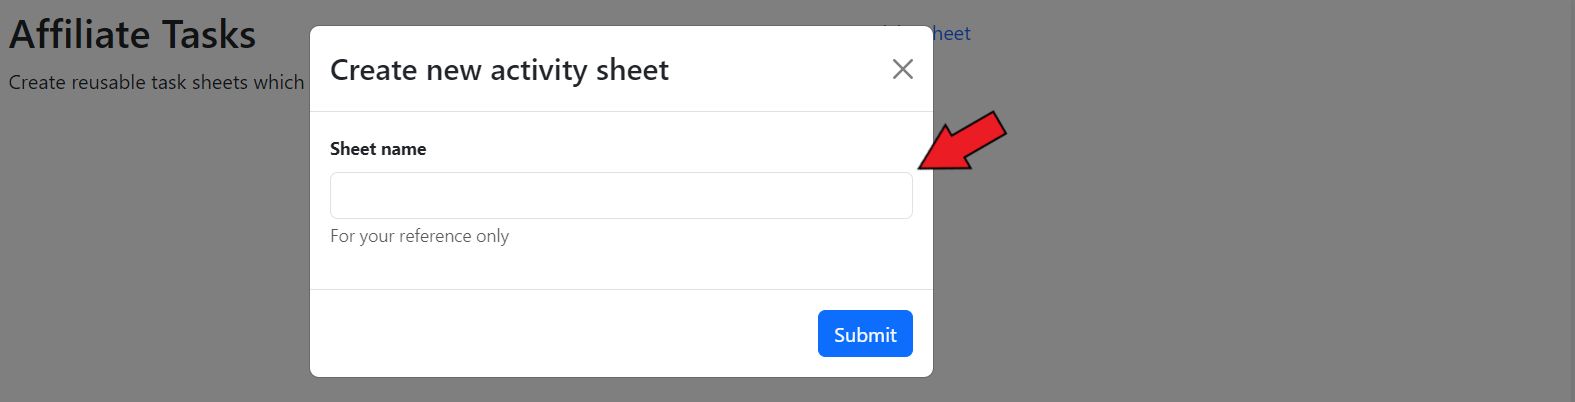 Affiliate Tasks
heet
Create reusable task sheets which
Create new activity sheet
Sheet name
For your reference only
Submit